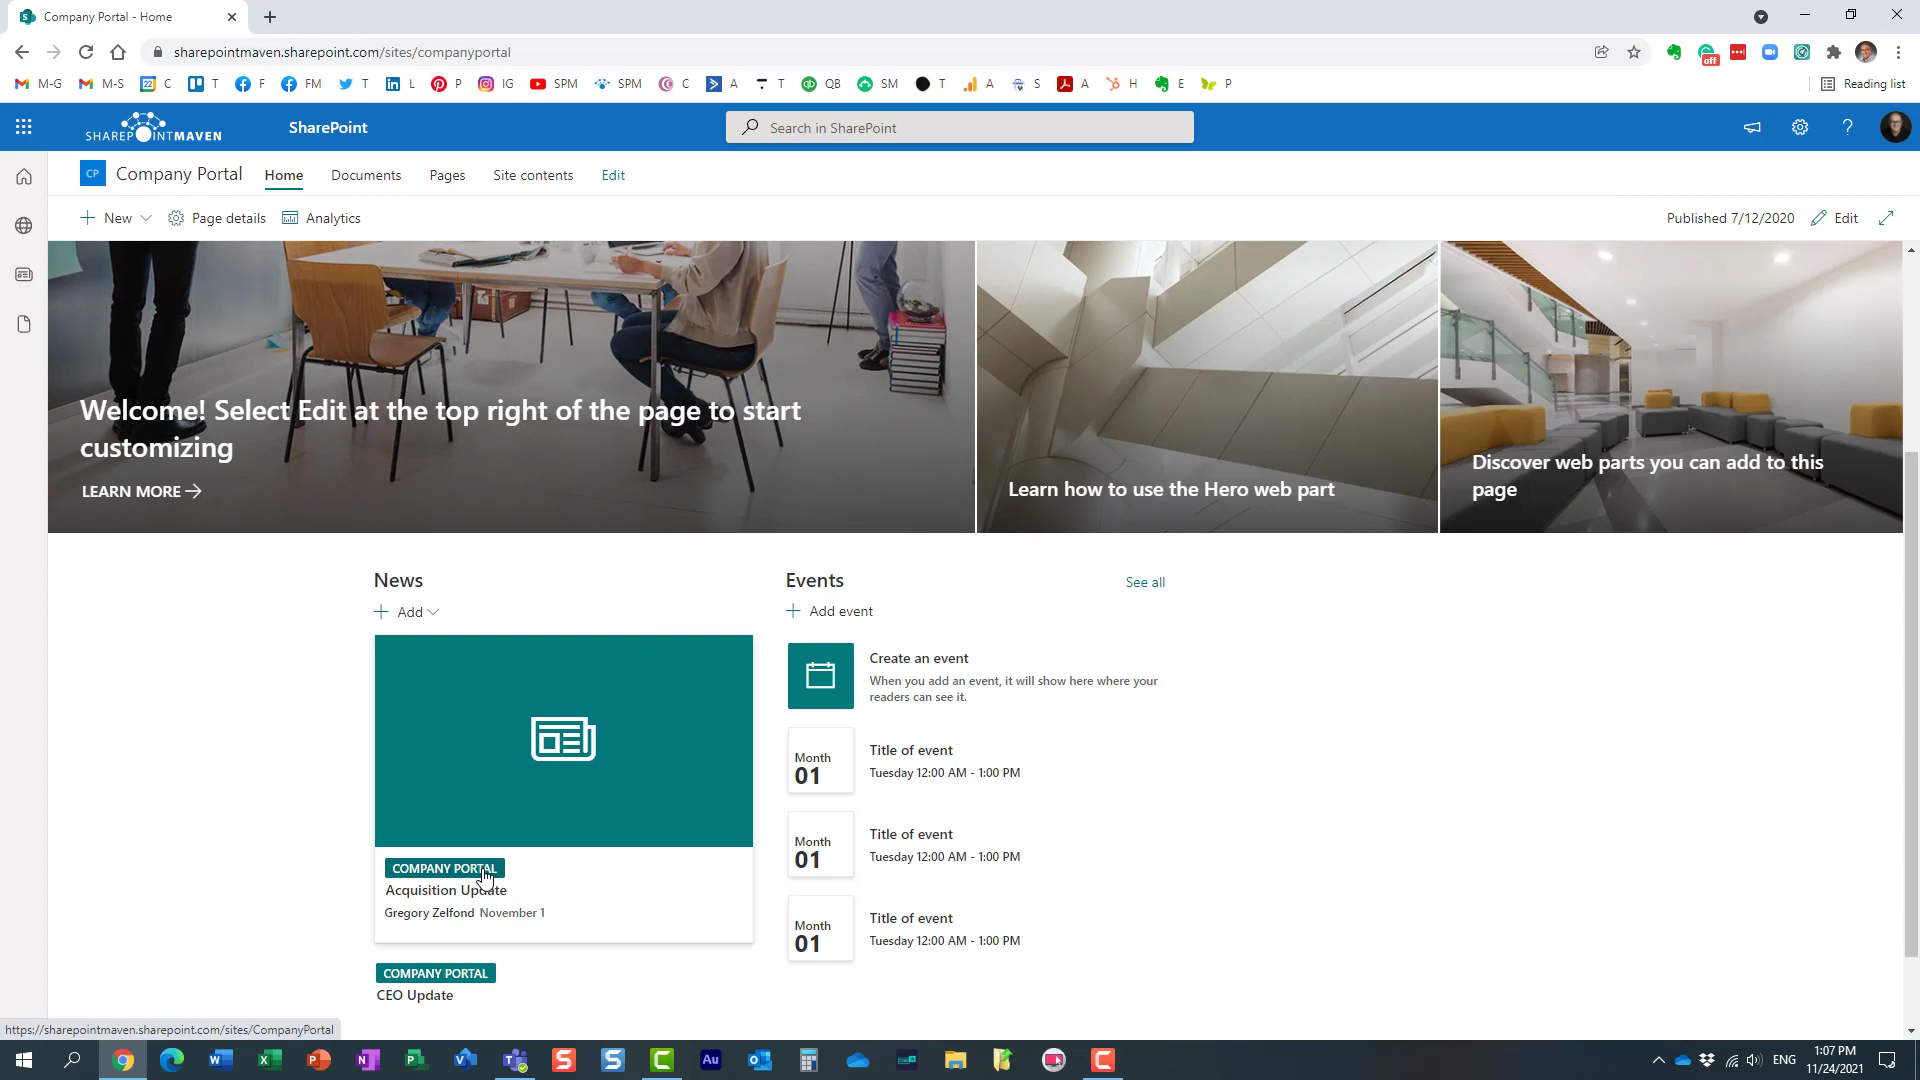 Company Portal - Home
sharepointmaven.sharepoint.com/sites/companyportal
off
M-G M-S 22 C T F FM T L P IG SPM SPM C A T QB SM T A S A H E P Reading list
SHAREPOINTMAVEN SharePoint Search in SharePoint
CP Company Portal Home Documents Pages Site contents Edit
New Page details Analytics Published 7/12/2020 Edit
Welcome! Select Edit at the top right of the page to start
customizing
LEARN MORE
Learn how to use the Hero web part
Discover web parts you can add to this
page
News
Add
COMPANY PORTAL
Acquisition Update
Gregory Zelfond November 1
COMPANY PORTAL
CEO Update
Events See all
Add event
Create an event
When you add an event, it will show here where your
readers can see it.
Month
01
Title of event
Tuesday 12:00 AM - 1:00 PM
Month
01
Title of event
Tuesday 12:00 AM - 1:00 PM
Month
01
Title of event
Tuesday 12:00 AM - 1:00 PM
https://sharepointmaven.sharepoint.com/sites/CompanyPortal
ENG
1:07 PM
11/24/2021